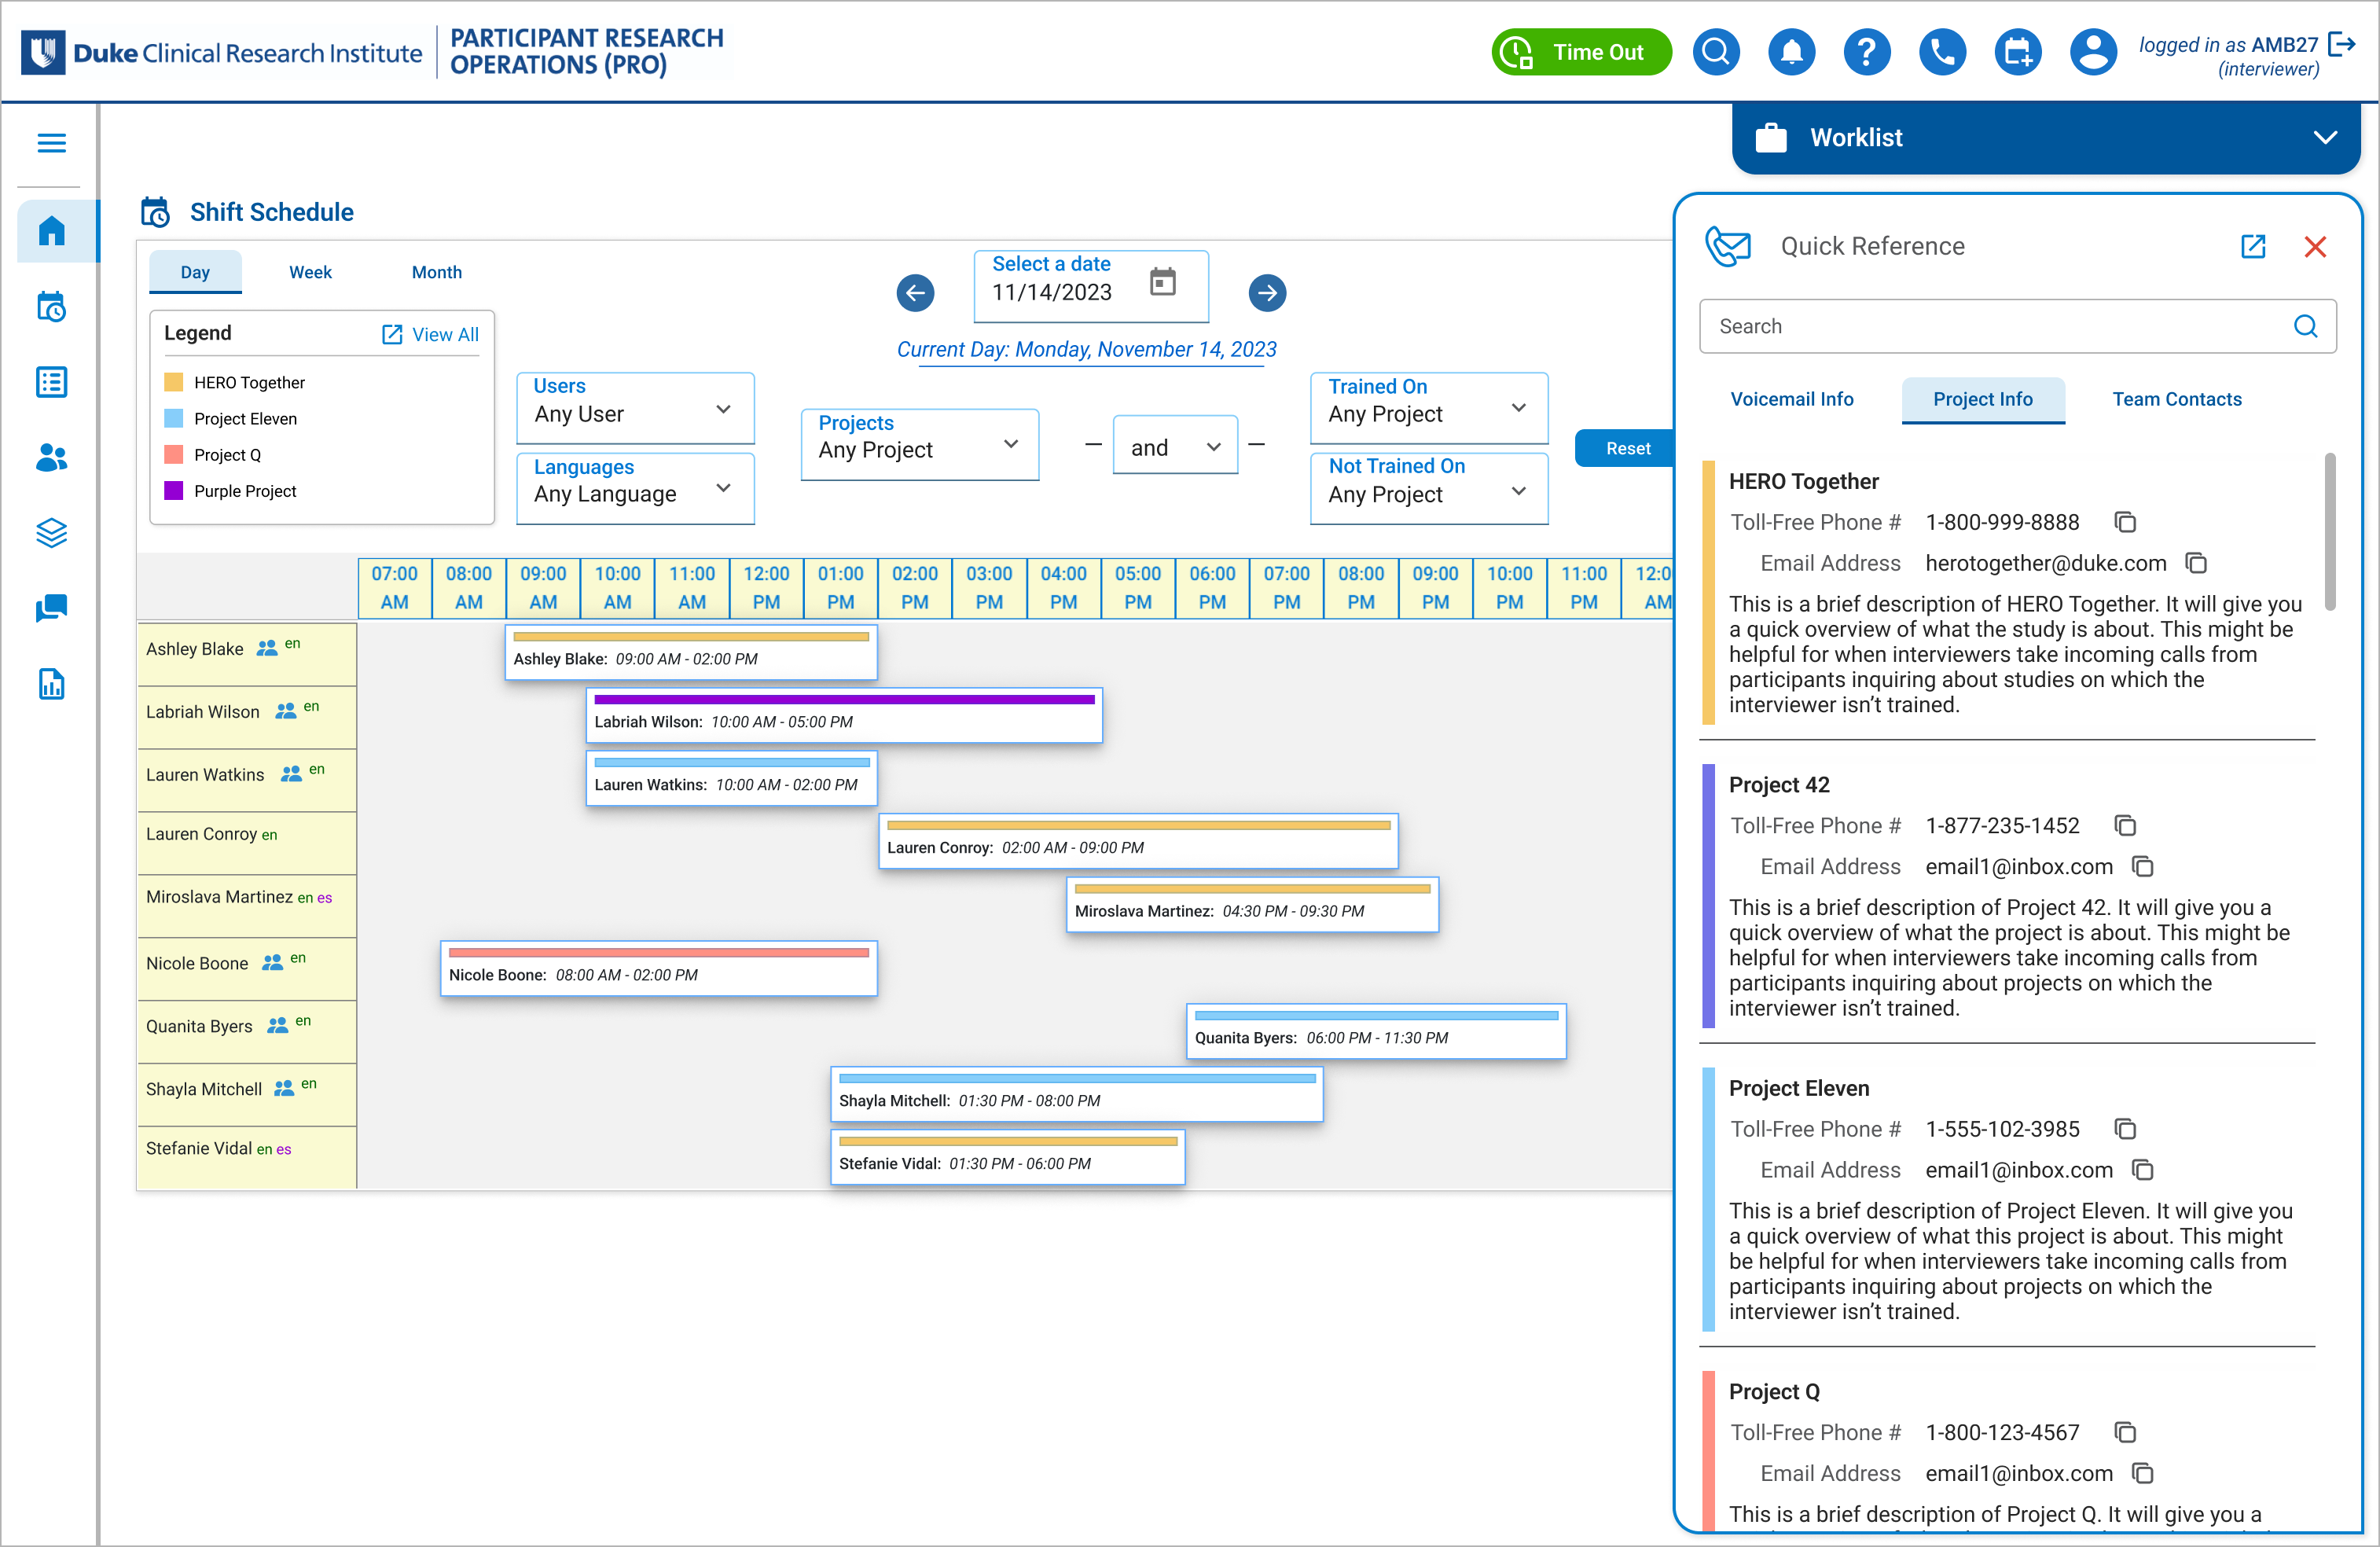 Duke Clinical Research Institute
PARTICIPANT RESEARCH
OPERATIONS (PRO)
Time Out
logged in as AMB27
(interviewer)
Worklist
Shift Schedule
Day
Week
Month
Select a date
11/14/2023
Current Day: Monday, November 14, 2023
Legend
View All
HERO Together
Project Eleven
Project Q
Purple Project
Users
Any User
Languages
Any Language
Projects
Any Project
and
Trained On
Any Project
Not Trained On
Any Project
Reset
07:00 AM
08:00 AM
09:00 AM
10:00 AM
11:00 AM
12:00 PM
01:00 PM
02:00 PM
03:00 PM
04:00 PM
05:00 PM
06:00 PM
07:00 PM
08:00 PM
09:00 PM
10:00 PM
11:00 PM
12:0 AM
Ashley Blake en
Ashley Blake: 09:00 AM - 02:00 PM
Labriah Wilson en
Labriah Wilson: 10:00 AM - 05:00 PM
Lauren Watkins en
Lauren Watkins: 10:00 AM - 02:00 PM
Lauren Conroy en
Lauren Conroy: 02:00 AM - 09:00 PM
Miroslava Martinez en es
Miroslava Martinez: 04:30 PM - 09:30 PM
Nicole Boone en
Nicole Boone: 08:00 AM - 02:00 PM
Quanita Byers en
Quanita Byers: 06:00 PM - 11:30 PM
Shayla Mitchell en
Shayla Mitchell: 01:30 PM - 08:00 PM
Stefanie Vidal en es
Stefanie Vidal: 01:30 PM - 06:00 PM
Quick Reference
Search
Voicemail Info
Project Info
Team Contacts
HERO Together
Toll-Free Phone # 1-800-999-8888
Email Address herotogether@duke.com
This is a brief description of HERO Together. It will give you
a quick overview of what the study is about. This might be
helpful for when interviewers take incoming calls from
participants inquiring about studies on which the
interviewer isn't trained.
Project 42
Toll-Free Phone # 1-877-235-1452
Email Address email1@inbox.com
This is a brief description of Project 42. It will give you a
quick overview of what the project is about. This might be
helpful for when interviewers take incoming calls from
participants inquiring about projects on which the
interviewer isn't trained.
Project Eleven
Toll-Free Phone # 1-555-102-3985
Email Address email1@inbox.com
This is a brief description of Project Eleven. It will give you
a quick overview of what this project is about. This might
be helpful for when interviewers take incoming calls from
participants inquiring about projects on which the
interviewer isn't trained.
Project Q
Toll-Free Phone # 1-800-123-4567
Email Address email1@inbox.com
This is a brief description of Project Q. It will give you a